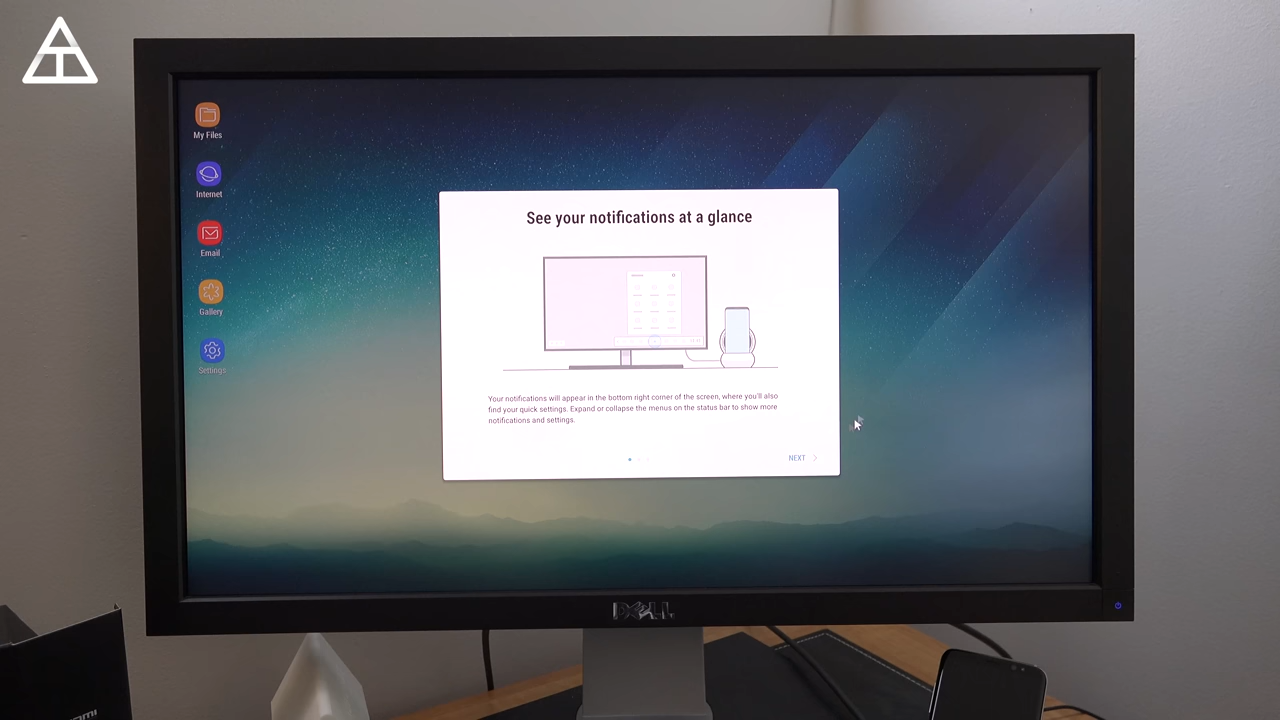 My Files
Internet
Email
Gallery
Settings
See your notifications at a glance
Your notifications will appear in the bottom right corner of the screen, where you'll also
find your quick settings. Expand or collapse the menus on the status bar to show more
notifications and settings.
NEXT
DELL